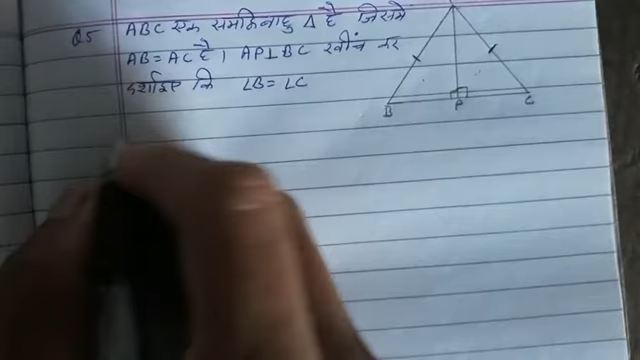 Q5 ABC एक समद्विबाहु Δ है जिसमे
AB = AC है। AP⊥BC खींच कर
दर्शाइए कि ∠B = ∠C
B P C